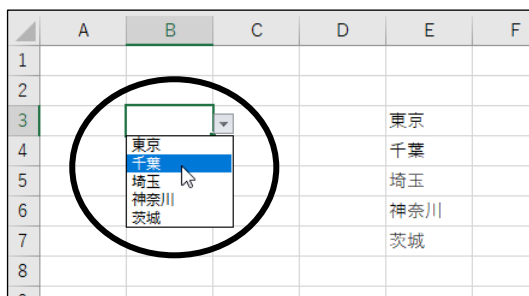 A B C D E F
1
2
3 東京
4 東京 千葉
千葉
5 埼玉 埼玉
6 神奈川 神奈川
7 茨城 茨城
8